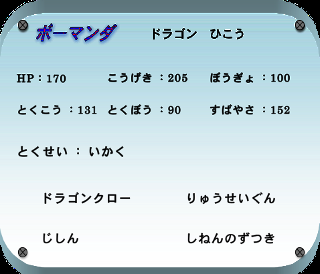 ボーマンダ ドラゴン ひこう
HP：170 こうげき：205 ぼうぎょ：100
とくこう：131 とくぼう：90 すばやさ：152
とくせい：いかく
ドラゴンクロー りゅうせいぐん
じしん しねんのずつき